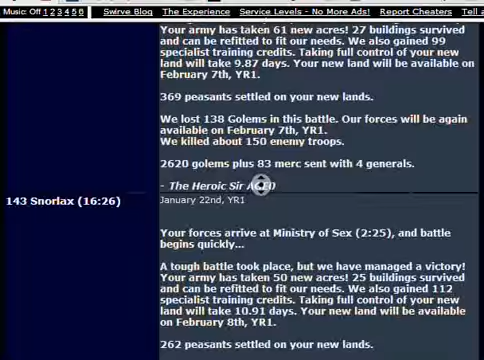 Music: Off 1 2 3 4 5 6 Swirve Blog The Experience Service Levels - No More Ads! Report Cheaters Tell a
Your army has taken 61 new acres! 27 buildings survived
and can be refitted to fit our needs. We also gained 99
specialist training credits. Taking full control of your new
land will take 9.87 days. Your new land will be available on
February 7th, YR1.
369 peasants settled on your new lands.
We lost 138 Golems in this battle. Our forces will be again
available on February 7th, YR1.
We killed about 150 enemy troops.
2620 golems plus 83 merc sent with 4 generals.
- The Heroic Sir
143 Snorlax (16:26) January 22nd, YR1
Your forces arrive at Ministry of Sex (2:25), and battle
begins quickly...
A tough battle took place, but we have managed a victory!
Your army has taken 50 new acres! 25 buildings survived
and can be refitted to fit our needs. We also gained 112
specialist training credits. Taking full control of your new
land will take 10.91 days. Your new land will be available
on February 8th, YR1.
262 peasants settled on your new lands.